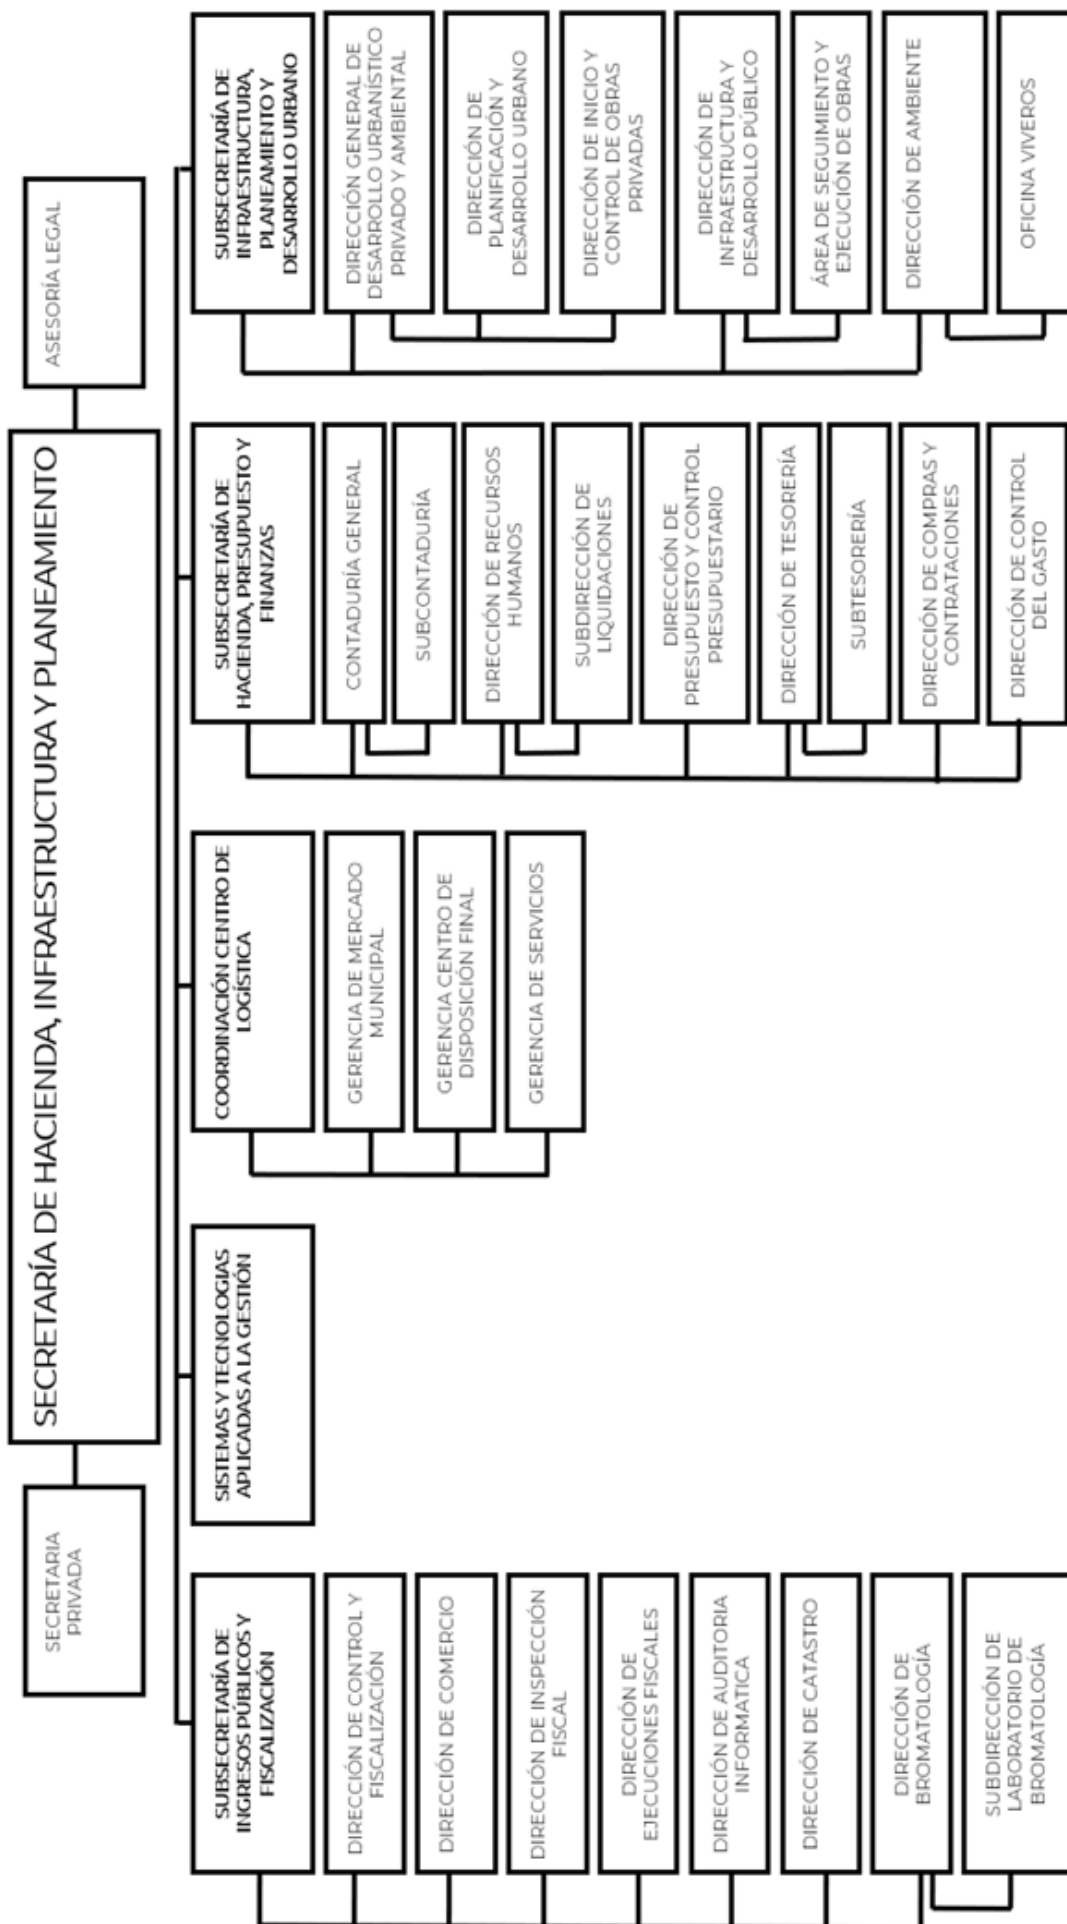 SECRETARÍA DE HACIENDA, INFRAESTRUCTURA Y PLANEAMIENTO
SECRETARIA
PRIVADA
ASESORÍA LEGAL
SUBSECRETARÍA DE
INGRESOS PÚBLICOS Y
FISCALIZACIÓN
DIRECCIÓN DE CONTROL Y
FISCALIZACIÓN
DIRECCIÓN DE COMERCIO
DIRECCIÓN DE INSPECCIÓN
FISCAL
DIRECCIÓN DE
EJECUCIONES FISCALES
DIRECCIÓN DE AUDITORIA
INFORMATICA
DIRECCIÓN DE CATASTRO
DIRECCIÓN DE
BROMATOLOGÍA
SUBDIRECCIÓN DE
LABORATORIO DE
BROMATOLOGÍA
SISTEMAS Y TECNOLOGIAS
APLICADAS A LA GESTIÓN
COORDINACIÓN CENTRO DE
LOGÍSTICA
GERENCIA DE MERCADO
MUNICIPAL
GERENCIA CENTRO DE
DISPOSICIÓN FINAL
GERENCIA DE SERVICIOS
SUBSECRETARÍA DE
HACIENDA, PRESUPUESTO Y
FINANZAS
CONTADURÍA GENERAL
SUBCONTADURÍA
DIRECCIÓN DE RECURSOS
HUMANOS
SUBDIRECCIÓN DE
LIQUIDACIONES
DIRECCIÓN DE
PRESUPUESTO Y CONTROL
PRESUPUESTARIO
DIRECCIÓN DE TESORERÍA
SUBTESORERÍA
DIRECCIÓN DE COMPRAS Y
CONTRATACIONES
DIRECCIÓN DE CONTROL
DEL GASTO
SUBSECRETARÍA DE
INFRAESTRUCTURA,
PLANEAMIENTO Y
DESARROLLO URBANO
DIRECCIÓN GENERAL DE
DESARROLLO URBANÍSTICO
PRIVADO Y AMBIENTAL
DIRECCIÓN DE
PLANIFICACIÓN Y
DESARROLLO URBANO
DIRECCIÓN DE INICIO Y
CONTROL DE OBRAS
PRIVADAS
DIRECCIÓN DE
INFRAESTRUCTURA Y
DESARROLLO PÚBLICO
ÁREA DE SEGUIMIENTO Y
EJECUCIÓN DE OBRAS
DIRECCIÓN DE AMBIENTE
OFICINA VIVEROS